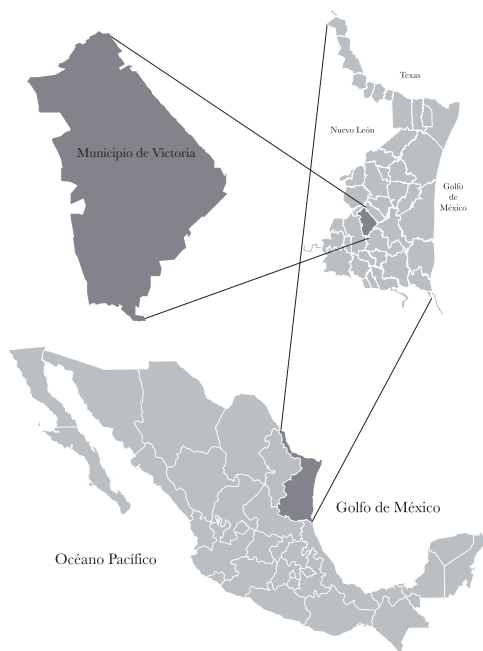 Texas
Nuevo León
Municipio de Victoria
Golfo
de
México
Golfo de México
Océano Pacífico